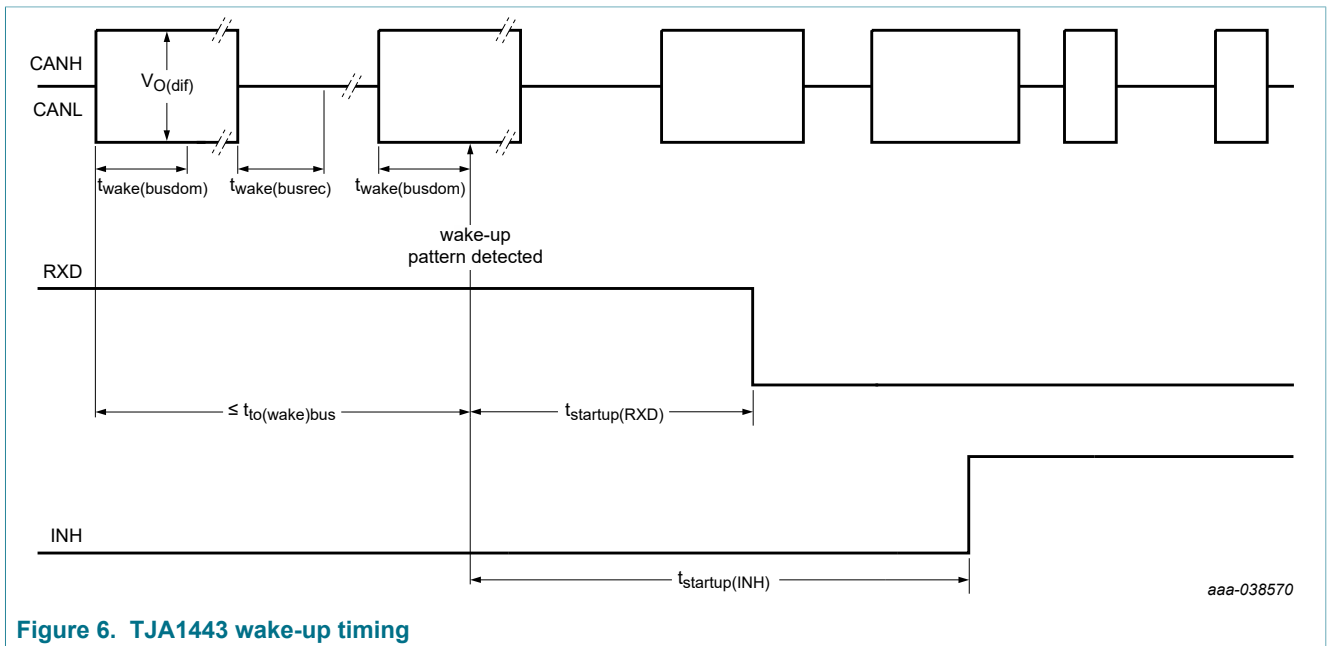 CANH
VO(dif)
CANL
twake(busdom)
twake(busrec)
twake(busdom)
wake-up
pattern detected
RXD
≤ tto(wake)bus
tstartup(RXD)
INH
tstartup(INH)
aaa-038570
Figure 6. TJA1443 wake-up timing